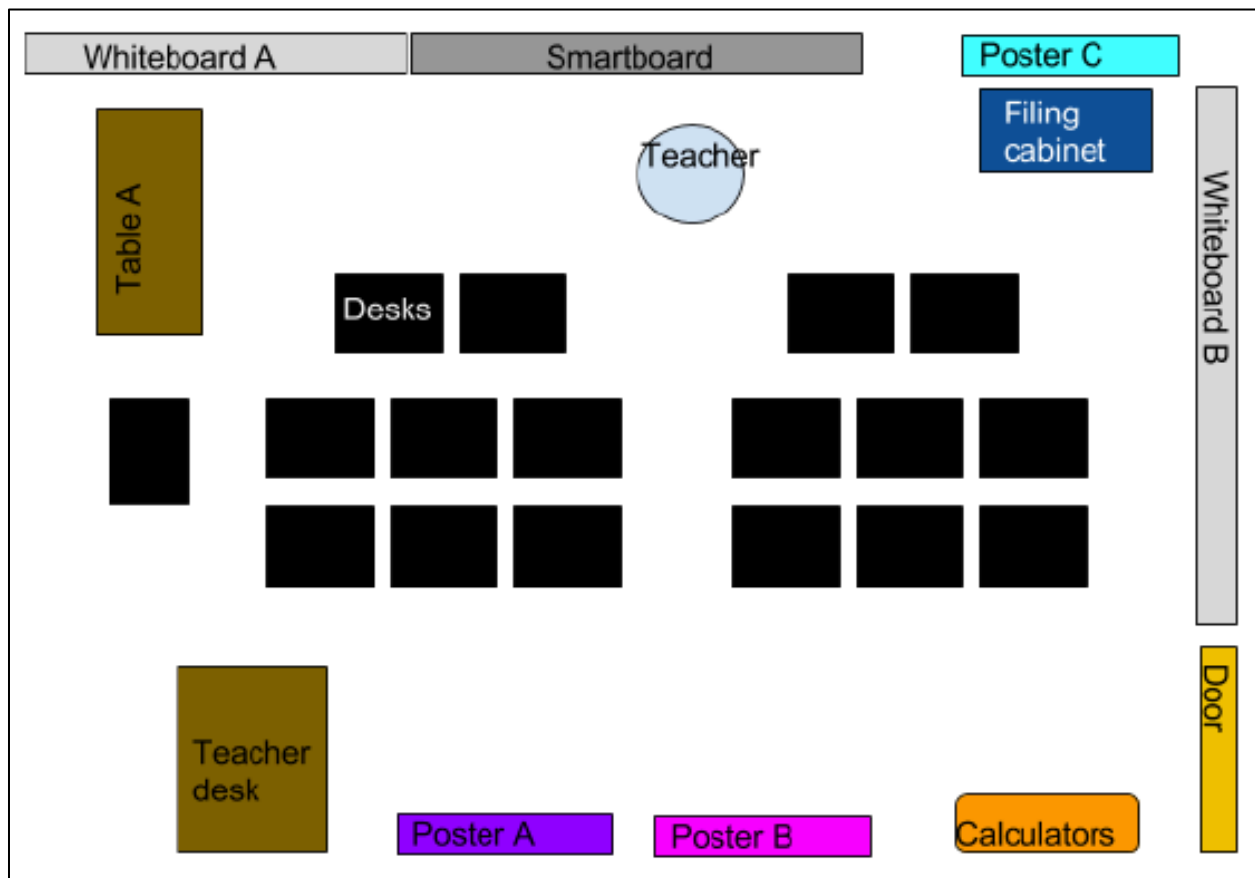 Whiteboard A
Smartboard
Poster C
Filing
cabinet
Teacher
Table A
Whiteboard B
Desks
Door
Teacher
desk
Poster A
Poster B
Calculators